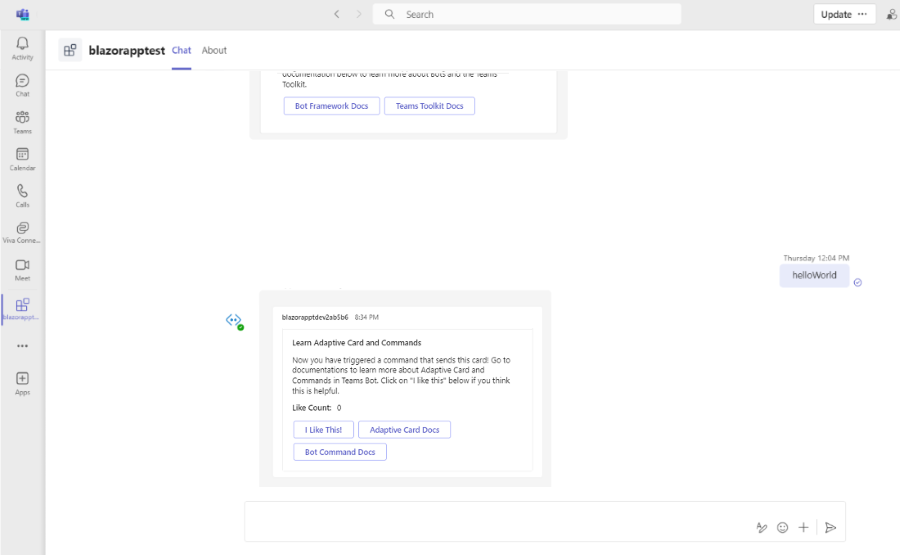 Search
Update ...
Activity
Chat
Teams
Calendar
Calls
Viva Conne...
Meet
blazorappt...
Apps
blazorapptest Chat About
documentation below to learn more about Bots and the Teams
Toolkit.
Bot Framework Docs Teams Toolkit Docs
Thursday 12:04 PM
helloWorld
blazorapptdev2ab5b6 8:34 PM
Learn Adaptive Card and Commands
Now you have triggered a command that sends this card! Go to
documentations to learn more about Adaptive Card and
Commands in Teams Bot. Click on "I like this" below if you think
this is helpful.
Like Count: 0
I Like This! Adaptive Card Docs
Bot Command Docs